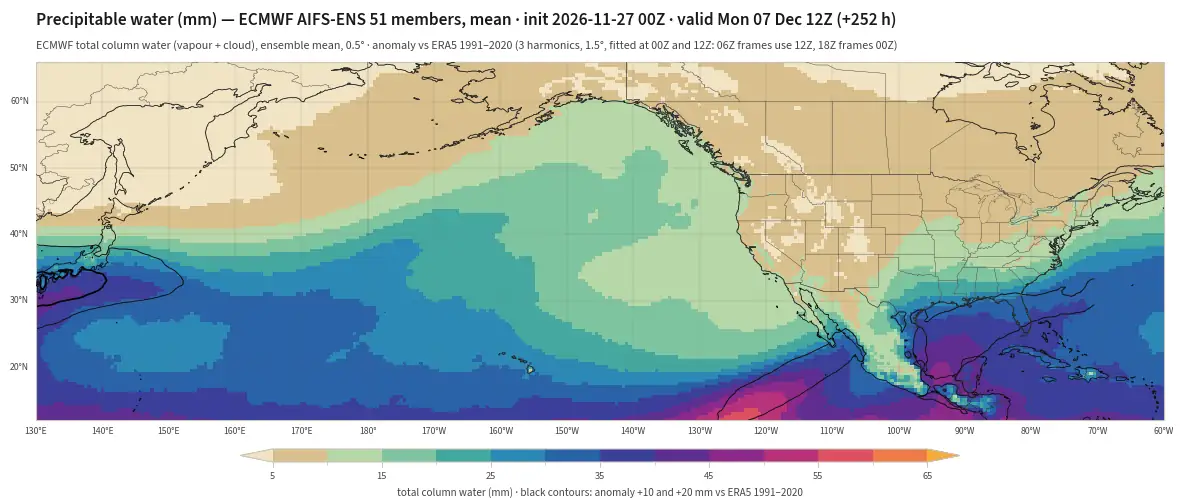 Precipitable water (mm) — ECMWF AIFS-ENS 51 members, mean · init 2026-11-27 00Z · valid Mon 07 Dec 12Z (+252 h)
ECMWF total column water (vapour + cloud), ensemble mean, 0.5° · anomaly vs ERA5 1991–2020 (3 harmonics, 1.5°, fitted at 00Z and 12Z: 06Z frames use 12Z, 18Z frames 00Z)
60°N
50°N
40°N
30°N
20°N
130°E 140°E 150°E 160°E 170°E 180° 170°W 160°W 150°W 140°W 130°W 120°W 110°W 100°W 90°W 80°W 70°W 60°W
5 15 25 35 45 55 65
total column water (mm) · black contours: anomaly +10 and +20 mm vs ERA5 1991–2020